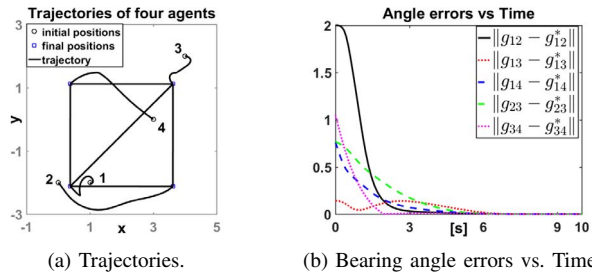 Trajectories of four agents
initial positions
final positions
trajectory
3
4
2
1
3
1
-1
-3
y
-1
1
3
5
x
(a) Trajectories.
Angle errors vs Time
||g₁₂ − g*₁₂||
||g₁₃ − g*₁₃||
||g₁₄ − g*₁₄||
||g₂₃ − g*₂₃||
||g₃₄ − g*₃₄||
2
1.5
1
0.5
0
0
3
6
8
10
[s]
(b) Bearing angle errors vs. Time